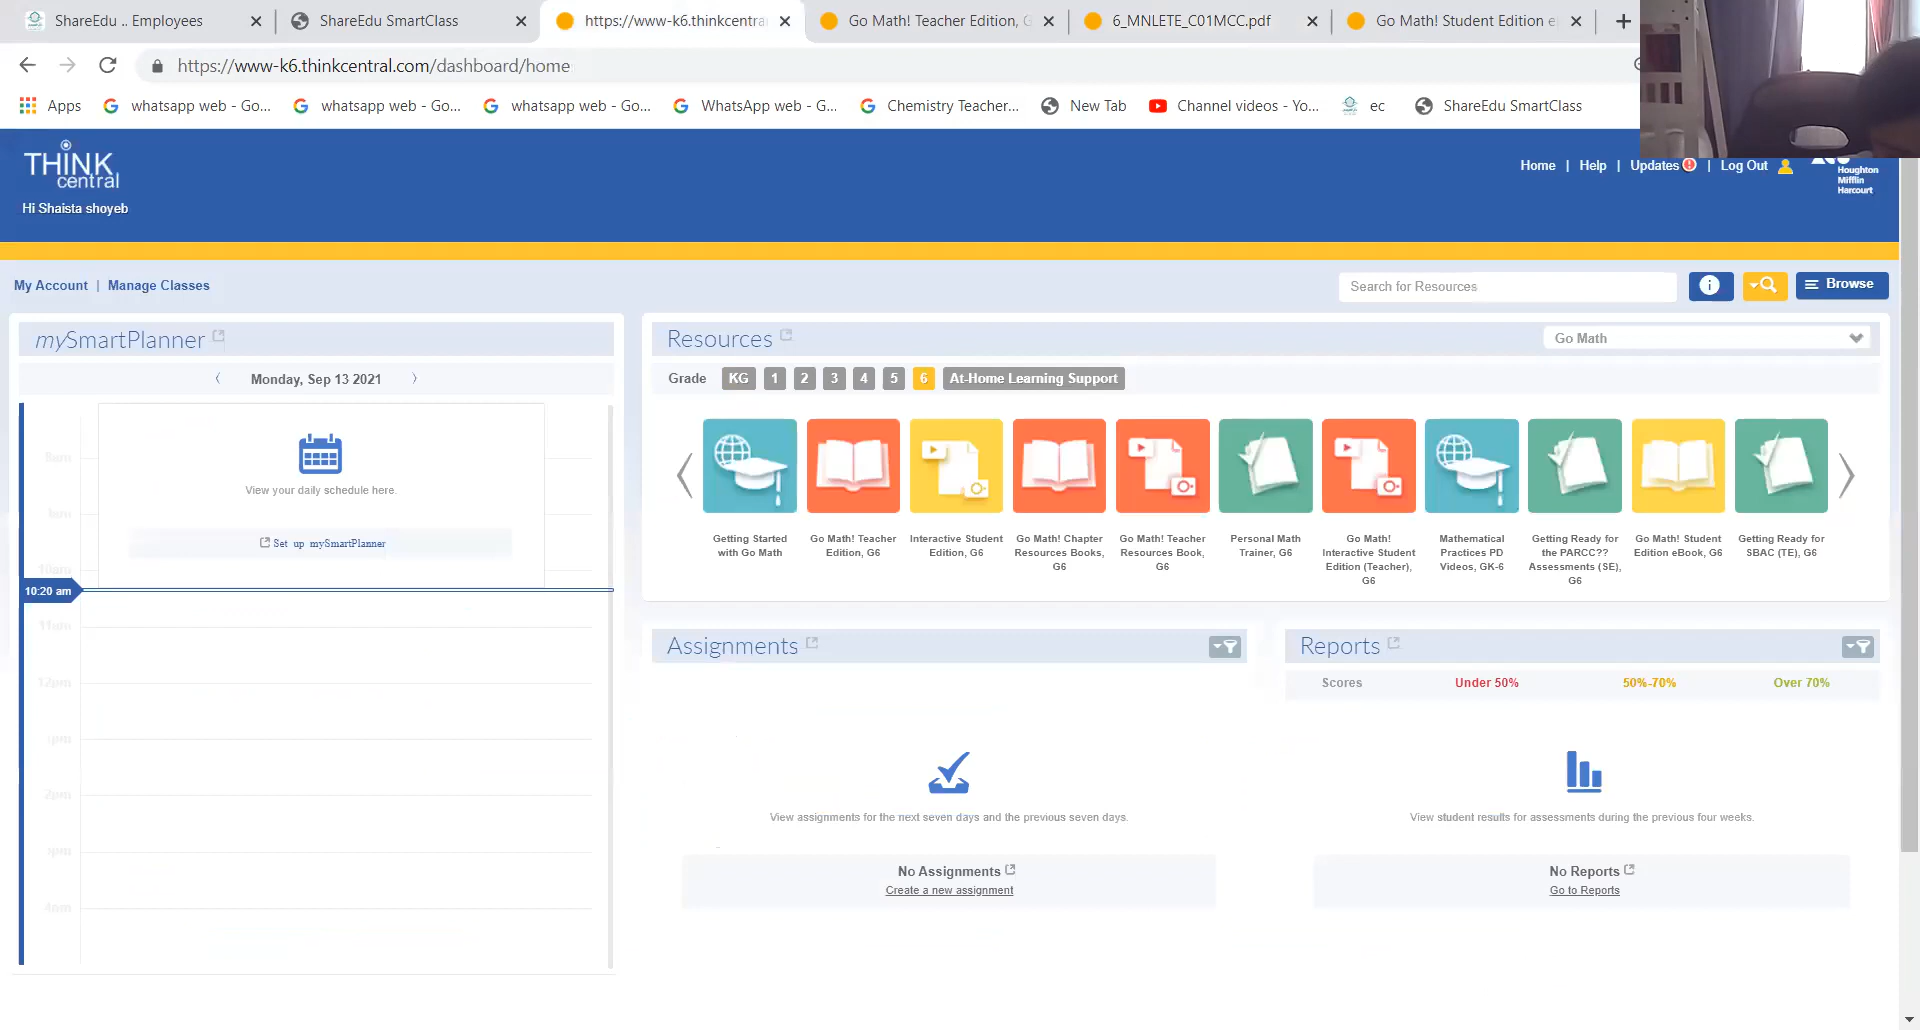 ShareEdu .. Employees
ShareEdu SmartClass
https://www-k6.thinkcentra
Go Math! Teacher Edition, G
6_MNLETE_C01MCC.pdf
Go Math! Student Edition e
https://www-k6.thinkcentral.com/dashboard/home
Apps
whatsapp web - Go...
whatsapp web - Go...
whatsapp web - Go...
WhatsApp web - G...
Chemistry Teacher...
New Tab
Channel videos - Yo...
ec
ShareEdu SmartClass
THINK
central
Hi Shaista shoyeb
Home | Help | Updates | Log Out
Houghton
Mifflin
Harcourt
My Account | Manage Classes
Search for Resources
Browse
mySmartPlanner
Monday, Sep 13 2021
View your daily schedule here.
Set up mySmartPlanner
8am
9am
10am
10:20 am
11am
12pm
1pm
2pm
3pm
4pm
Resources
Go Math
Grade KG 1 2 3 4 5 6 At-Home Learning Support
Getting Started
with Go Math
Go Math! Teacher
Edition, G6
Interactive Student
Edition, G6
Go Math! Chapter
Resources Books,
G6
Go Math! Teacher
Resources Book,
G6
Personal Math
Trainer, G6
Go Math!
Interactive Student
Edition (Teacher),
G6
Mathematical
Practices PD
Videos, GK-6
Getting Ready for
the PARCC??
Assessments (SE),
G6
Go Math! Student
Edition eBook, G6
Getting Ready for
SBAC (TE), G6
Assignments
View assignments for the next seven days and the previous seven days.
No Assignments
Create a new assignment
Reports
Scores Under 50% 50%-70% Over 70%
View student results for assessments during the previous four weeks.
No Reports
Go to Reports